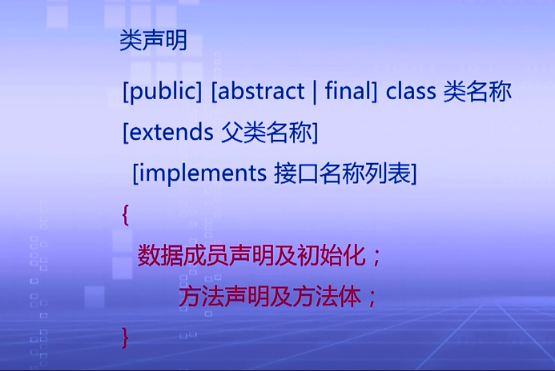 类声明
[public] [abstract | final] class 类名称
[extends 父类名称]
[implements 接口名称列表]
{
数据成员声明及初始化；
方法声明及方法体；
}